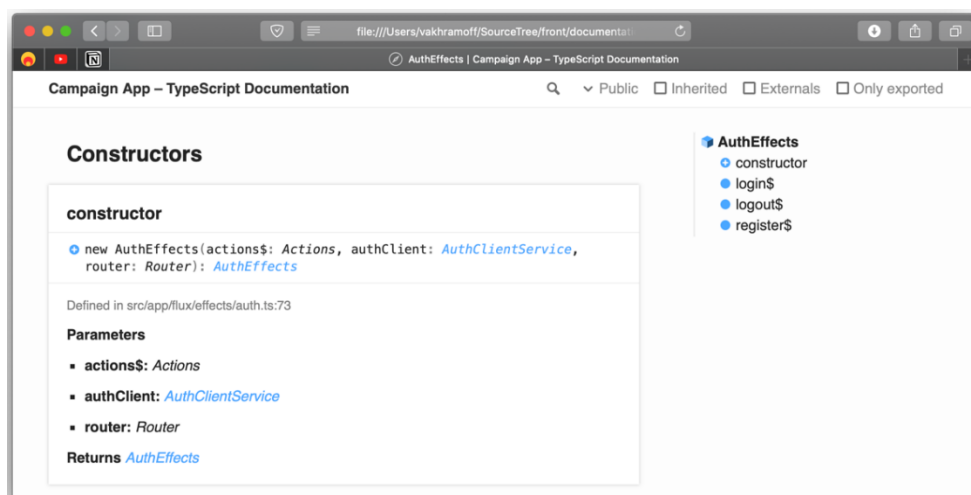 file:///Users/vakhramoff/SourceTree/front/documentati
AuthEffects | Campaign App – TypeScript Documentation
Campaign App – TypeScript Documentation
Public Inherited Externals Only exported
Constructors
constructor
new AuthEffects(actions$: Actions, authClient: AuthClientService,
router: Router): AuthEffects
Defined in src/app/flux/effects/auth.ts:73
Parameters
actions$: Actions
authClient: AuthClientService
router: Router
Returns AuthEffects
AuthEffects
constructor
login$
logout$
register$